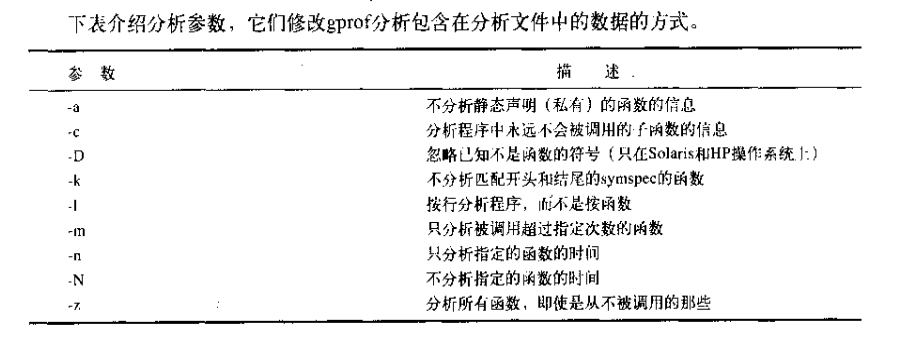 下表介绍分析参数，它们修改gprof分析包含在分析文件中的数据的方式。
参 数 描 述
-a 不分析静态声明（私有）的函数的信息
-c 分析程序中永远不会被调用的子函数的信息
-D 忽略已知不是函数的符号（只在Solaris和HP操作系统上）
-k 不分析匹配开头和结尾的symspec的函数
-l 按行分析程序，而不是按函数
-m 只分析被调用超过指定次数的函数
-n 只分析指定的函数的时间
-N 不分析指定的函数的时间
-z 分析所有函数，即使是从不被调用的那些